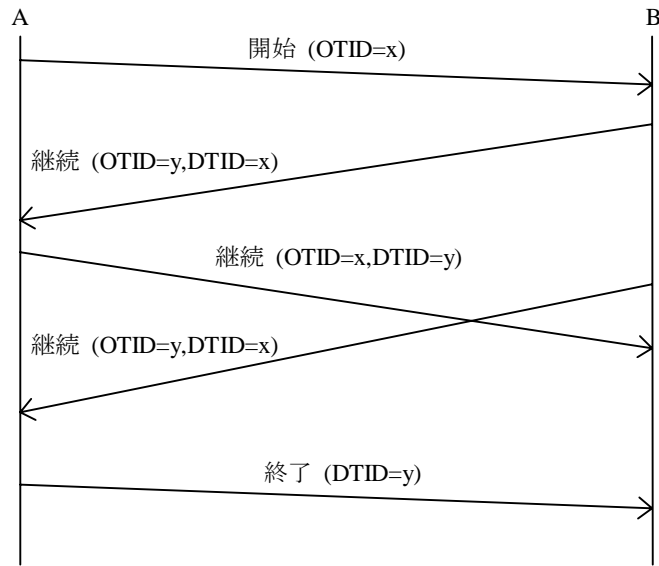 A
B
開始 (OTID=x)
継続 (OTID=y,DTID=x)
継続 (OTID=x,DTID=y)
継続 (OTID=y,DTID=x)
終了 (DTID=y)